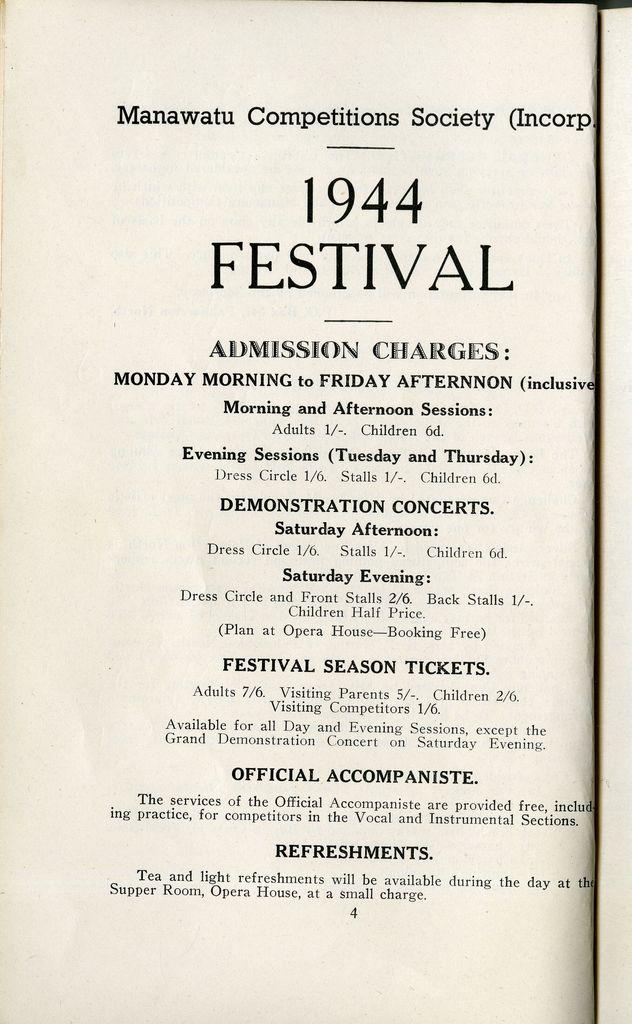 Manawatu Competitions Society (Incorp.
1944
FESTIVAL
ADMISSION CHARGES:
MONDAY MORNING to FRIDAY AFTERNNON (inclusive
Morning and Afternoon Sessions:
Adults 1/-. Children 6d.
Evening Sessions (Tuesday and Thursday):
Dress Circle 1/6. Stalls 1/-. Children 6d.
DEMONSTRATION CONCERTS.
Saturday Afternoon:
Dress Circle 1/6. Stalls 1/-. Children 6d.
Saturday Evening:
Dress Circle and Front Stalls 2/6. Back Stalls 1/-.
Children Half Price.
(Plan at Opera House—Booking Free)
FESTIVAL SEASON TICKETS.
Adults 7/6. Visiting Parents 5/-. Children 2/6.
Visiting Competitors 1/6.
Available for all Day and Evening Sessions, except the
Grand Demonstration Concert on Saturday Evening.
OFFICIAL ACCOMPANISTE.
The services of the Official Accompaniste are provided free, includ-
ing practice, for competitors in the Vocal and Instrumental Sections.
REFRESHMENTS.
Tea and light refreshments will be available during the day at the
Supper Room, Opera House, at a small charge.
4